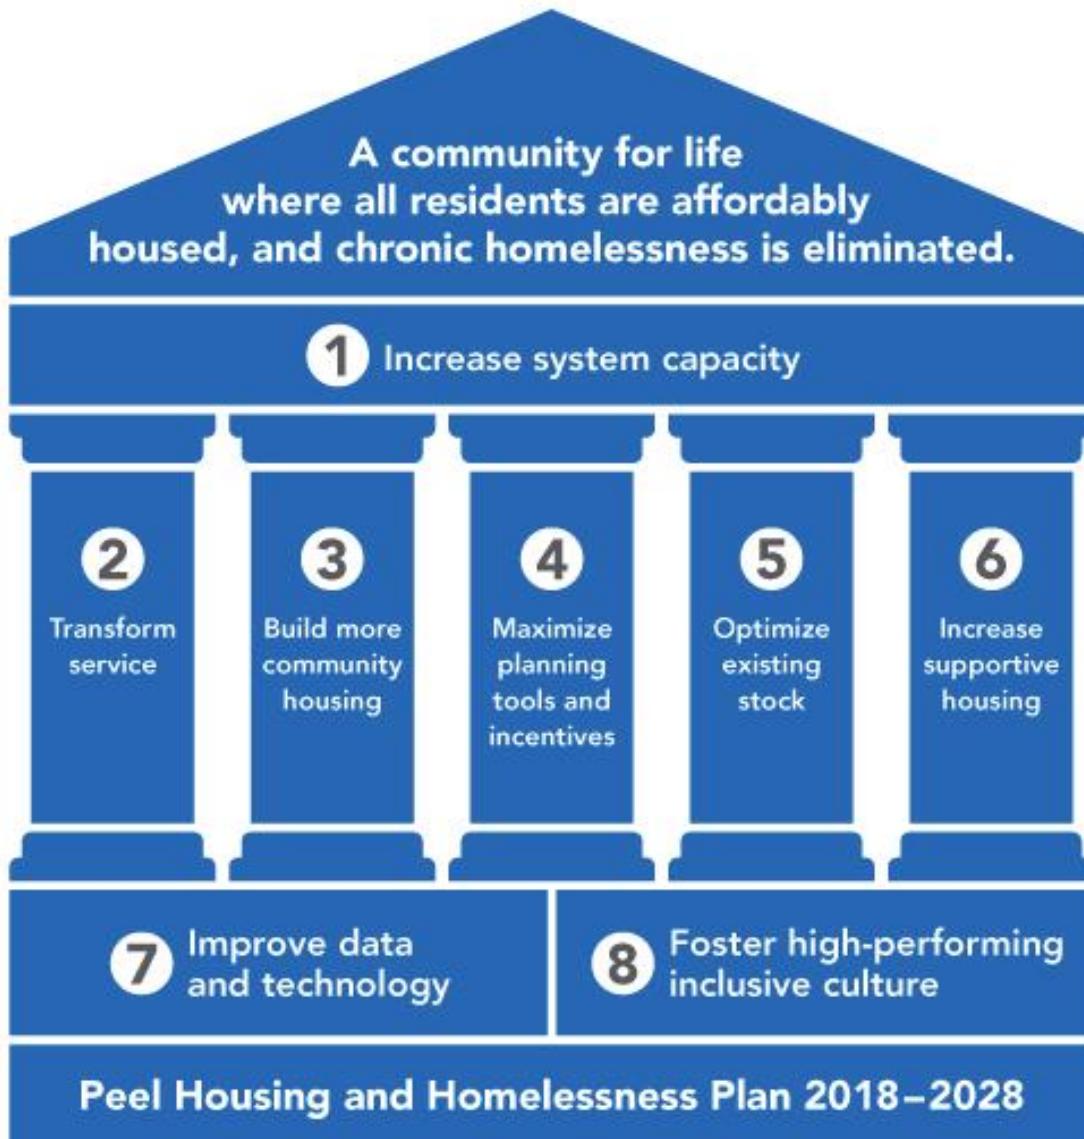 A community for life
where all residents are affordably
housed, and chronic homelessness is eliminated.
1 Increase system capacity
2
Transform
service
3
Build more
community
housing
4
Maximize
planning
tools and
incentives
5
Optimize
existing
stock
6
Increase
supportive
housing
7 Improve data
and technology
8 Foster high-performing
inclusive culture
Peel Housing and Homelessness Plan 2018–2028